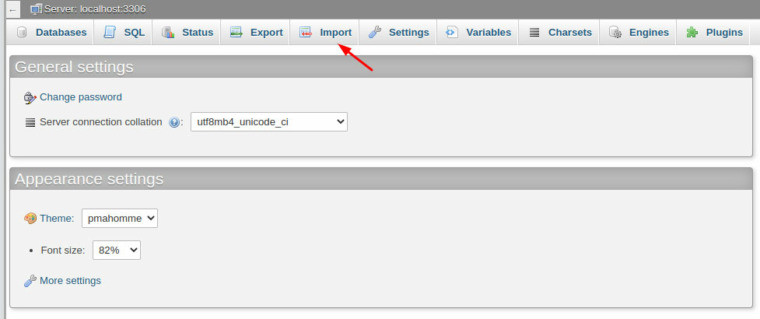 ← Server: localhost:3306
Databases SQL Status Export Import Settings Variables Charsets Engines Plugins
General settings
Change password
Server connection collation : utf8mb4_unicode_ci
Appearance settings
Theme: pmahomme
• Font size: 82%
More settings